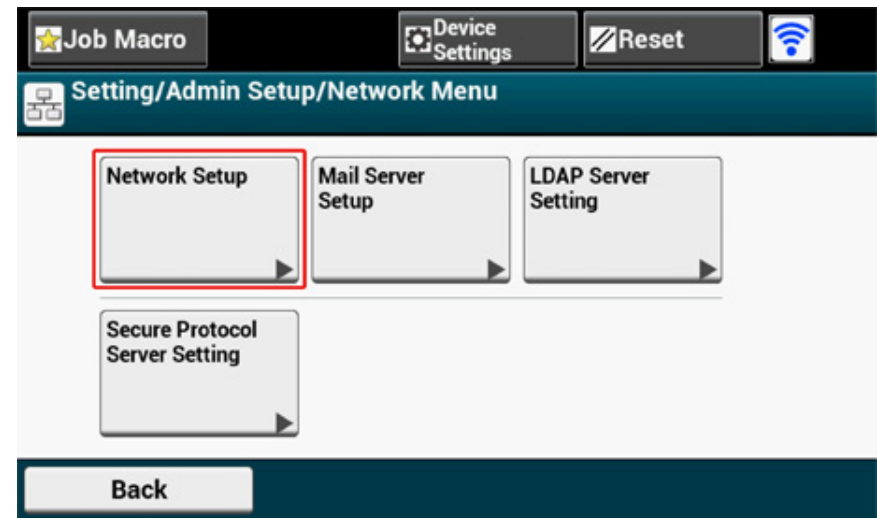 Job Macro
Device
Settings
Reset
Setting/Admin Setup/Network Menu
Network Setup
Mail Server
Setup
LDAP Server
Setting
Secure Protocol
Server Setting
Back